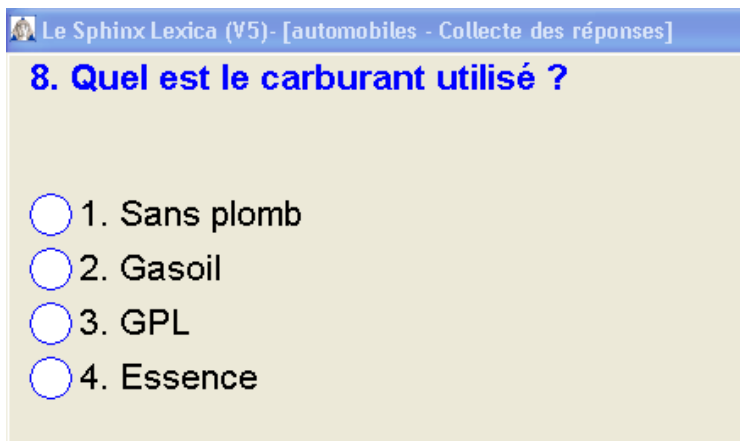 Le Sphinx Lexica (V5)- [automobiles - Collecte des réponses]
8. Quel est le carburant utilisé ?
1. Sans plomb
2. Gasoil
3. GPL
4. Essence